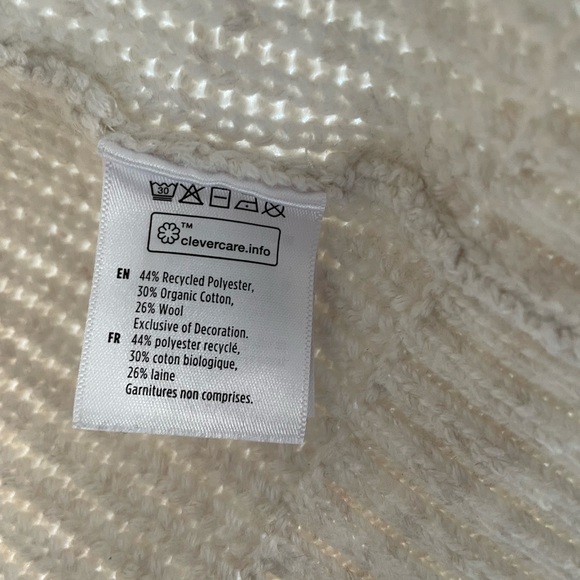 30
™
clevercare.info
EN 44% Recycled Polyester,
30% Organic Cotton,
26% Wool
Exclusive of Decoration.
FR 44% polyester recyclé,
30% coton biologique,
26% laine
Garnitures non comprises.